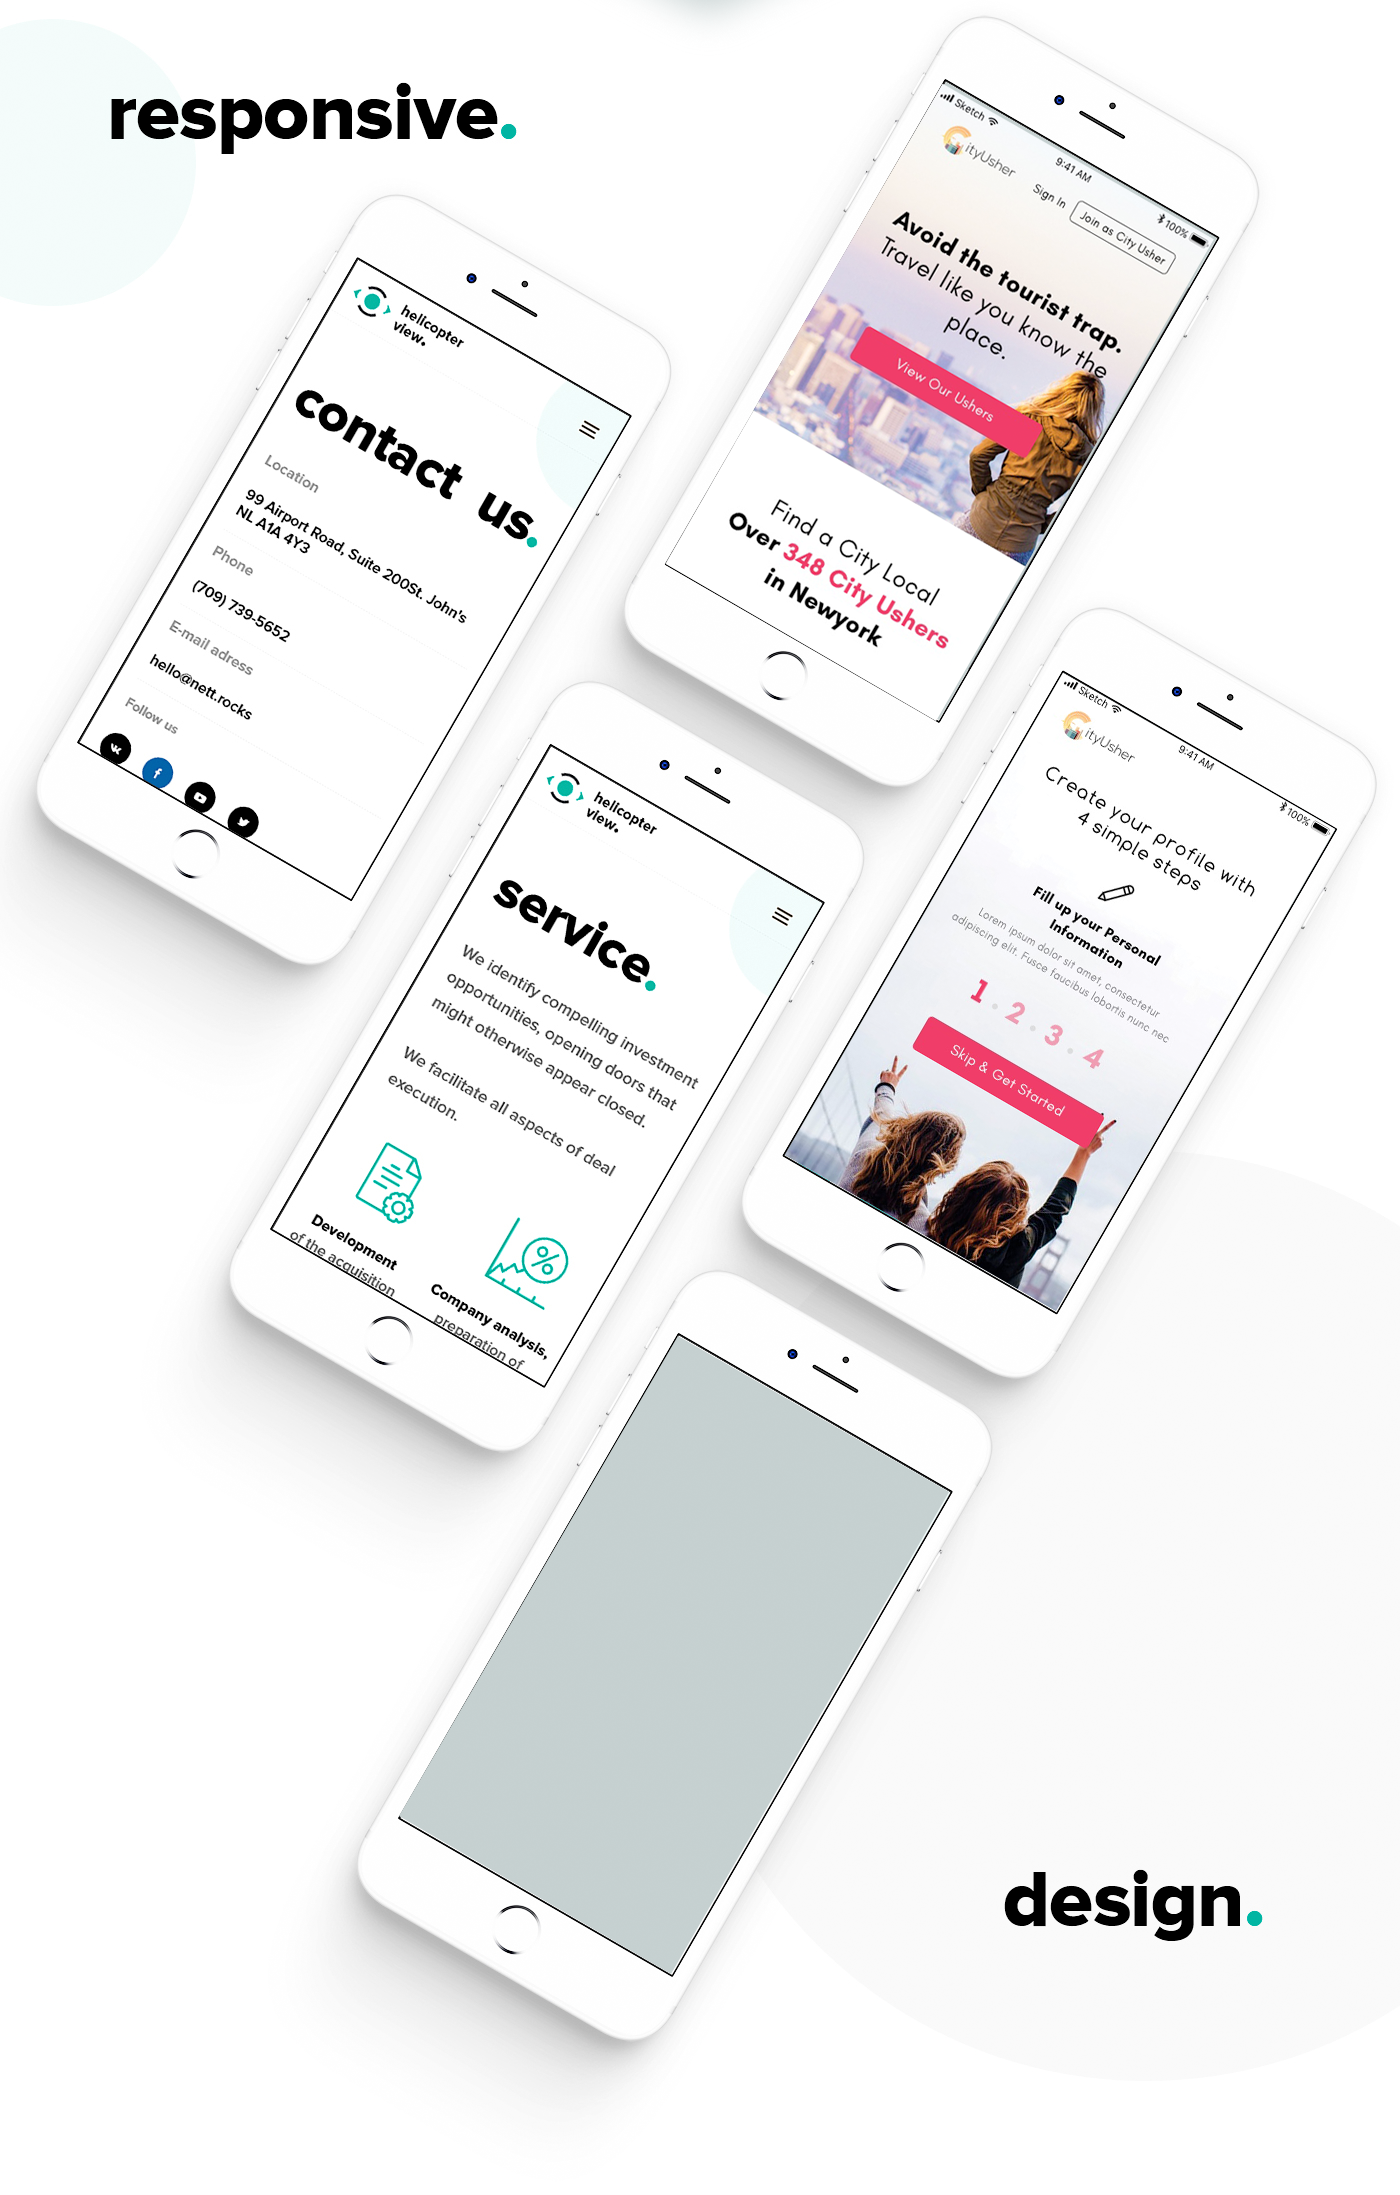 responsive.
Sketch
9:41 AM
100%
ityUsher
Sign In
Join as City Usher
Avoid the tourist trap.
Travel like you know the
place.
View Our Ushers
Find a City Local
Over 348 City Ushers
in Newyork
helicopter
view.
contact us.
Location
99 Airport Road, Suite 200St. John's
NL A1A 4Y3
Phone
(709) 739-5652
E-mail adress
hello@nett.rocks
Follow us
Sketch
9:41 AM
100%
ityUsher
Create your profile with
4 simple steps
Fill up your Personal
Information
Lorem ipsum dolor sit amet, consectetur
adipiscing elit. Fusce faucibus lobortis nunc nec
1 . 2 . 3 . 4
Skip & Get Started
helicopter
view.
service.
We identify compelling investment
opportunities, opening doors that
might otherwise appear closed.
We facilitate all aspects of deal
execution.
Development
of the acquisition
Company analysis,
preparation of
design.